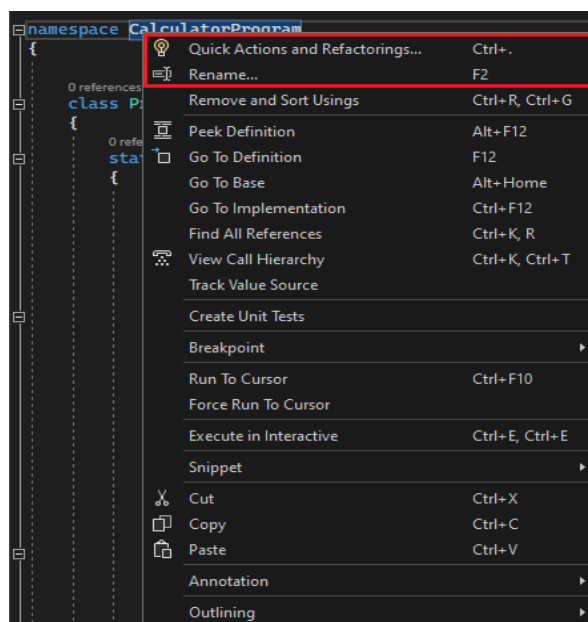 namespace CalculatorProgram
{
Quick Actions and Refactorings... Ctrl+.
Rename... F2
0 references
class P
Remove and Sort Usings Ctrl+R, Ctrl+G
{
Peek Definition Alt+F12
0 refe
stat
Go To Definition F12
{
Go To Base Alt+Home
Go To Implementation Ctrl+F12
Find All References Ctrl+K, R
View Call Hierarchy Ctrl+K, Ctrl+T
Track Value Source
Create Unit Tests
Breakpoint
Run To Cursor Ctrl+F10
Force Run To Cursor
Execute in Interactive Ctrl+E, Ctrl+E
Snippet
Cut Ctrl+X
Copy Ctrl+C
Paste Ctrl+V
Annotation
Outlining